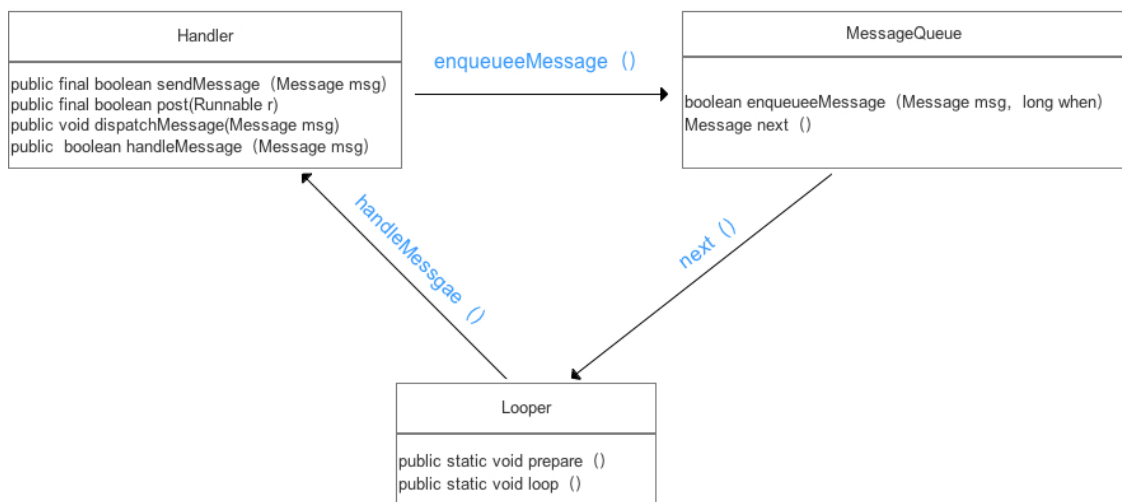 Handler
public final boolean sendMessage（Message msg）
public final boolean post(Runnable r)
public void dispatchMessage(Message msg)
public  boolean handleMessage（Message msg）
enqueueeMessage（）
MessageQueue
boolean enqueueeMessage（Message msg，long when）
Message next（）
handleMessgae（）
next（）
Looper
public static void prepare（）
public static void loop（）